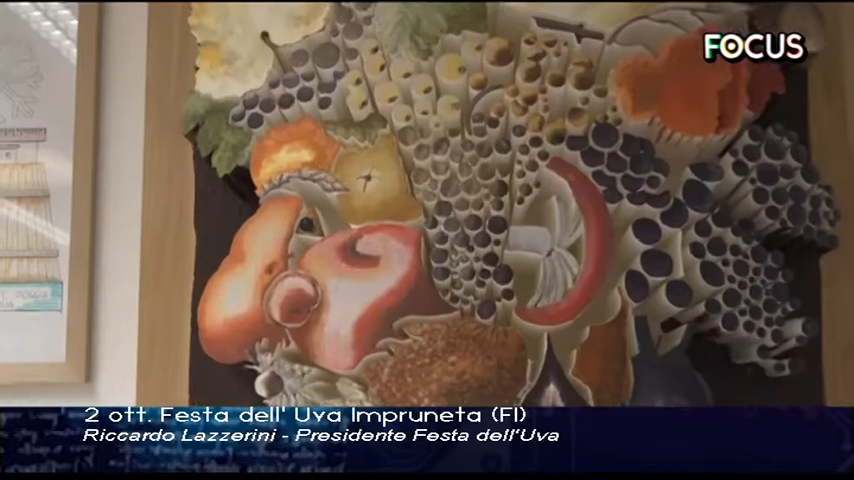 FOCUS
2 ott. Festa dell' Uva Impruneta (FI)
Riccardo Lazzerini - Presidente Festa dell'Uva